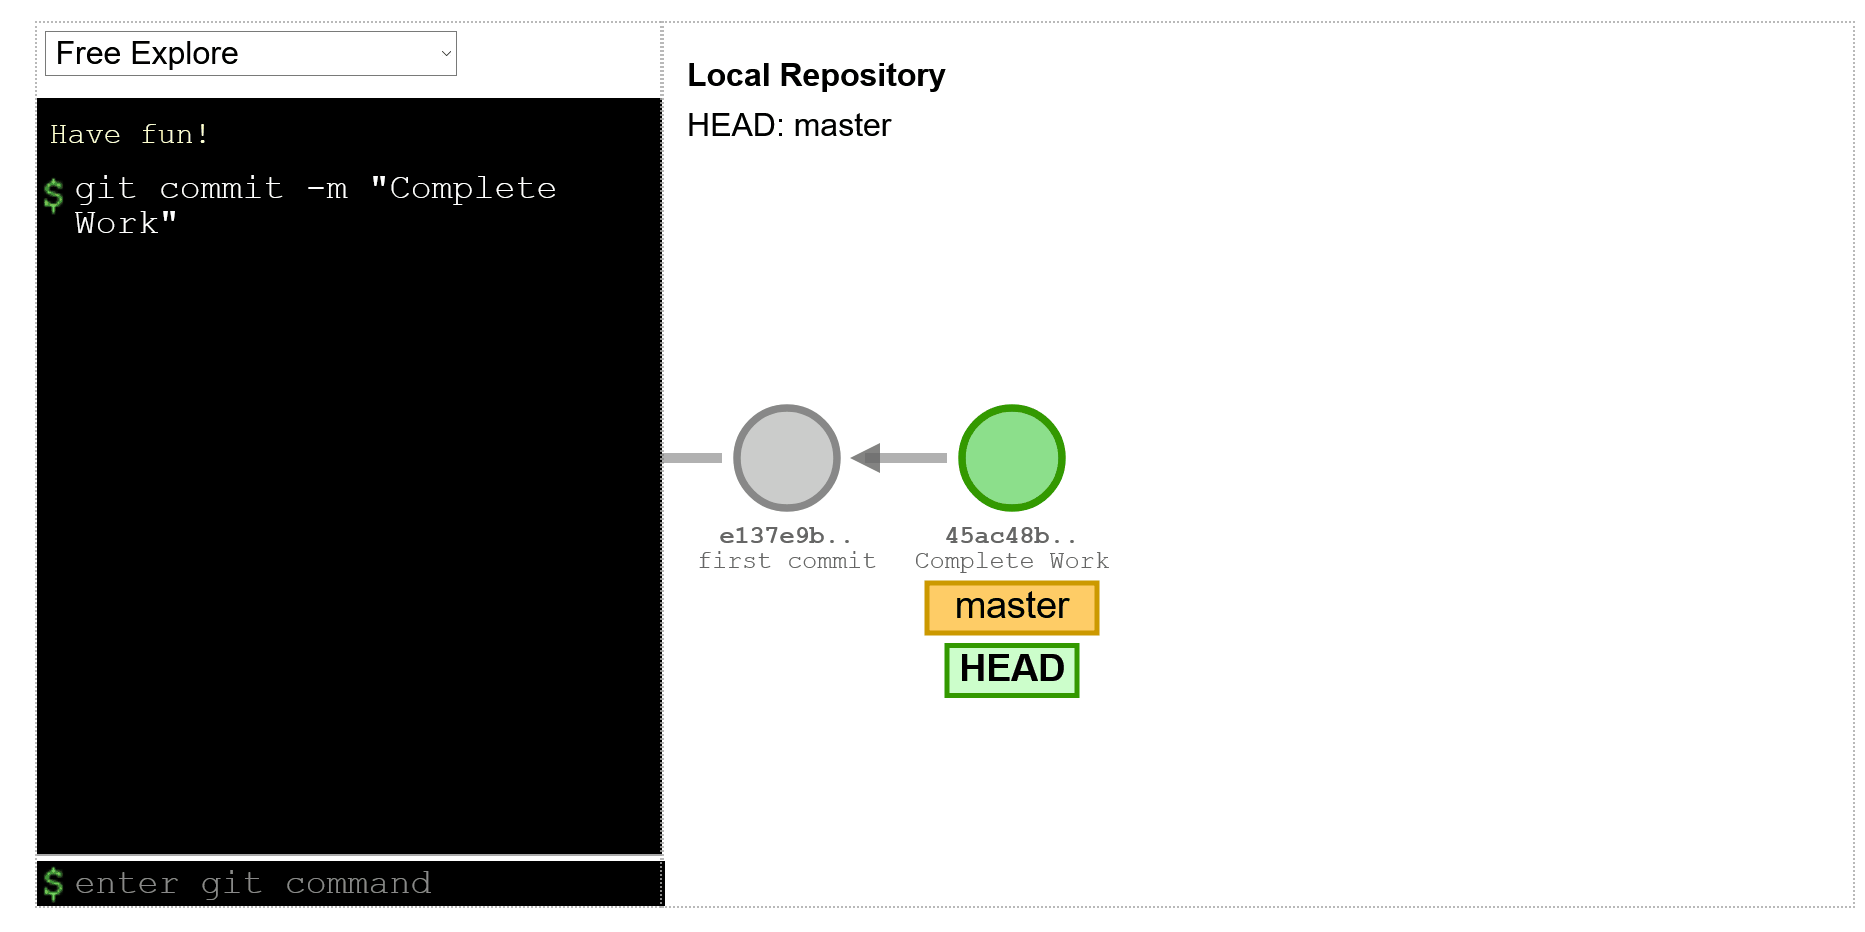 Free Explore
Have fun!
$ git commit -m "Complete
Work"
$ enter git command
Local Repository
HEAD: master
e137e9b..
first commit
45ac48b..
Complete Work
master
HEAD